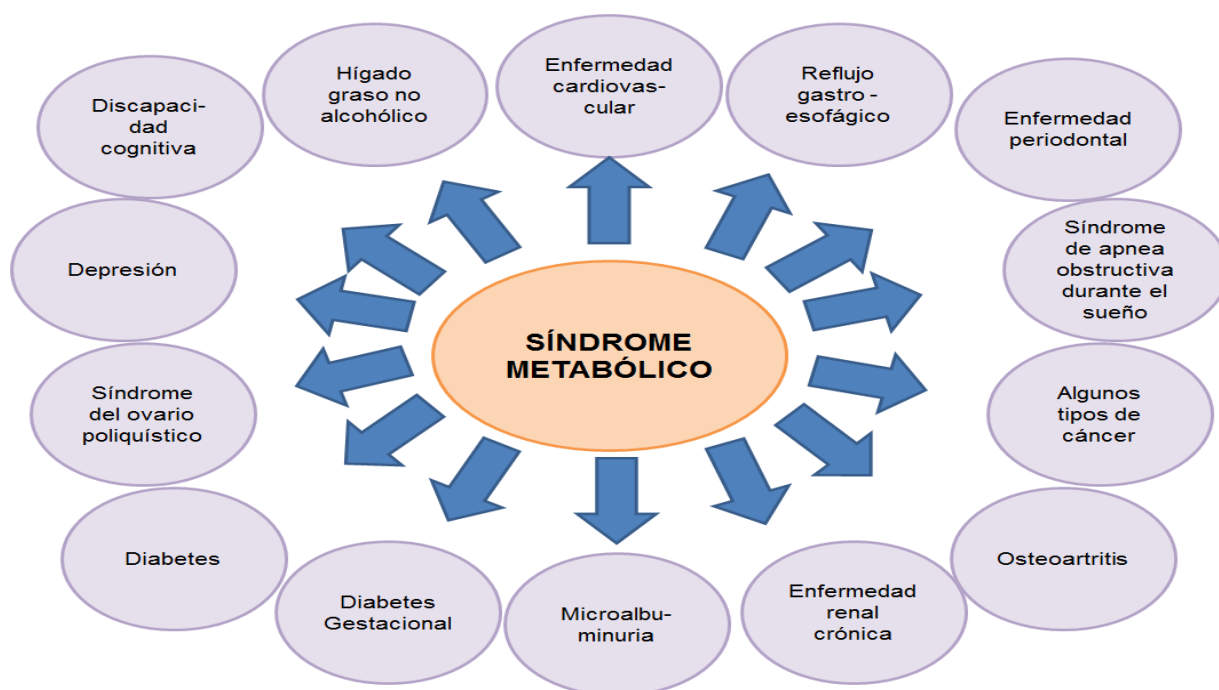 Discapaci-
dad
cognitiva
Hígado
graso no
alcohólico
Enfermedad
cardiovas-
cular
Reflujo
gastro -
esofágico
Enfermedad
periodontal
Depresión
Síndrome
de apnea
obstructiva
durante el
sueño
SÍNDROME
METABÓLICO
Síndrome
del ovario
poliquístico
Algunos
tipos de
cáncer
Diabetes
Diabetes
Gestacional
Microalbu-
minuria
Enfermedad
renal
crónica
Osteoartritis